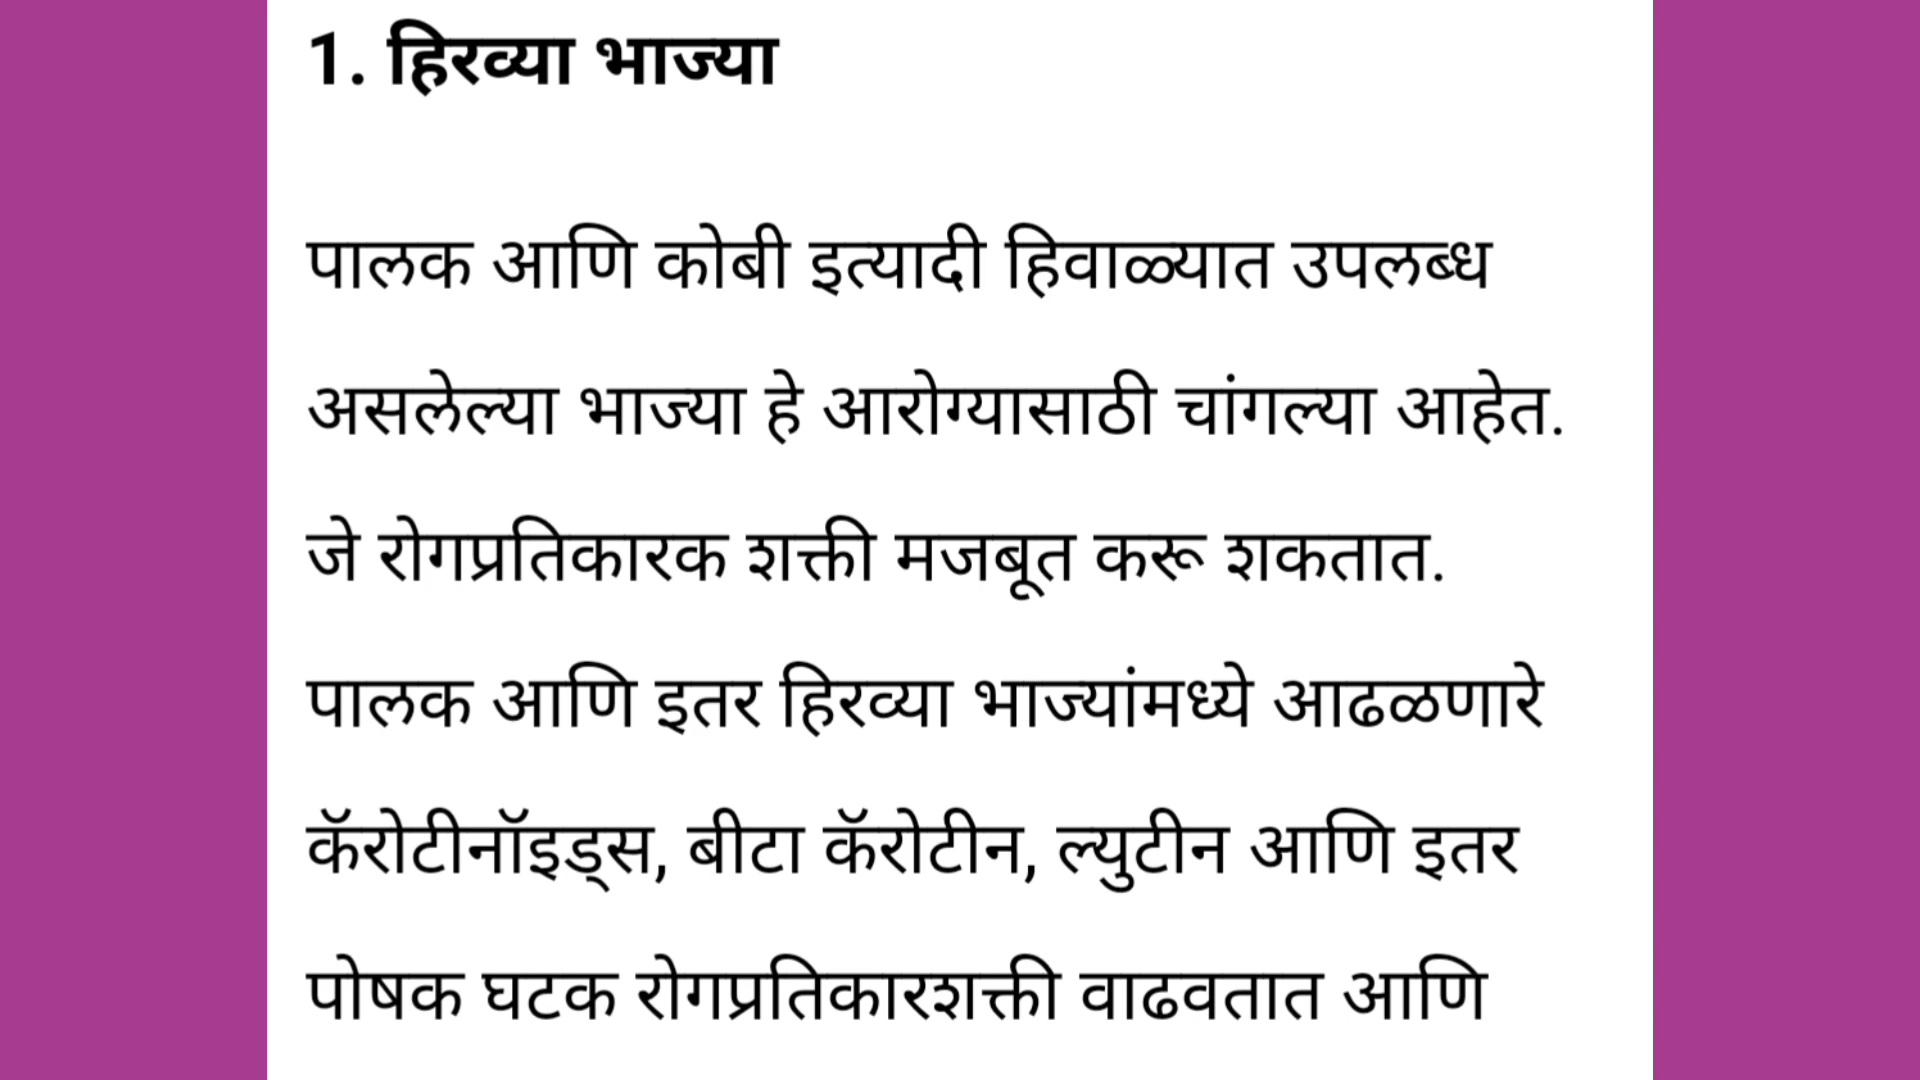 1. हिरव्या भाज्या
पालक आणि कोबी इत्यादी हिवाळ्यात उपलब्ध
असलेल्या भाज्या हे आरोग्यासाठी चांगल्या आहेत.
जे रोगप्रतिकारक शक्ती मजबूत करू शकतात.
पालक आणि इतर हिरव्या भाज्यांमध्ये आढळणारे
कॅरोटीनॉइड्स, बीटा कॅरोटीन, ल्युटीन आणि इतर
पोषक घटक रोगप्रतिकारशक्ती वाढवतात आणि